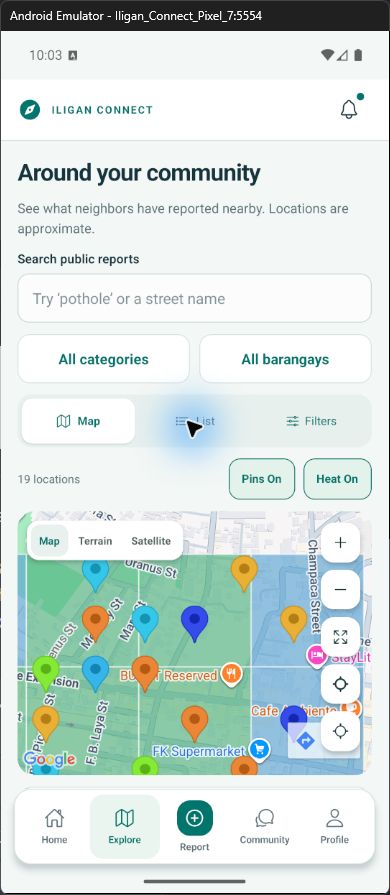 Android Emulator - Iligan_Connect_Pixel_7:5554
10:03 A
ILIGAN CONNECT
Around your community
See what neighbors have reported nearby. Locations are
approximate.
Search public reports
Try ‘pothole’ or a street name
All categories
All barangays
Map
List
Filters
19 locations
Pins On
Heat On
Map
Terrain
Satellite
Uranus St
Champaca Street
StayLit
Reserved
F.B. Laya St
Cafe Ambiente
FK Supermarket
Google
Home
Explore
Report
Community
Profile